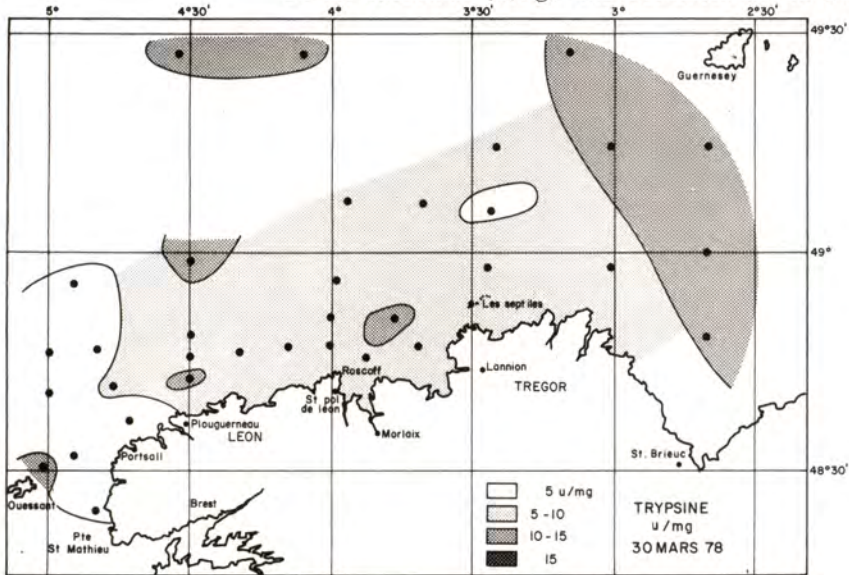 5° 4°30' 4° 3°30' 3° 2°30'
49°30'
Guernesey
49°
Les sept iles
Roscoff
St pol
de léon
Lannion
TREGOR
Plouguerneau
LEON
Morlaix
Portsall
St. Brieuc
48°30'
Ouessant
Brest
Pte
St Mathieu
5 u/mg
5-10
10-15
15
TRYPSINE
u/mg
30 MARS 78